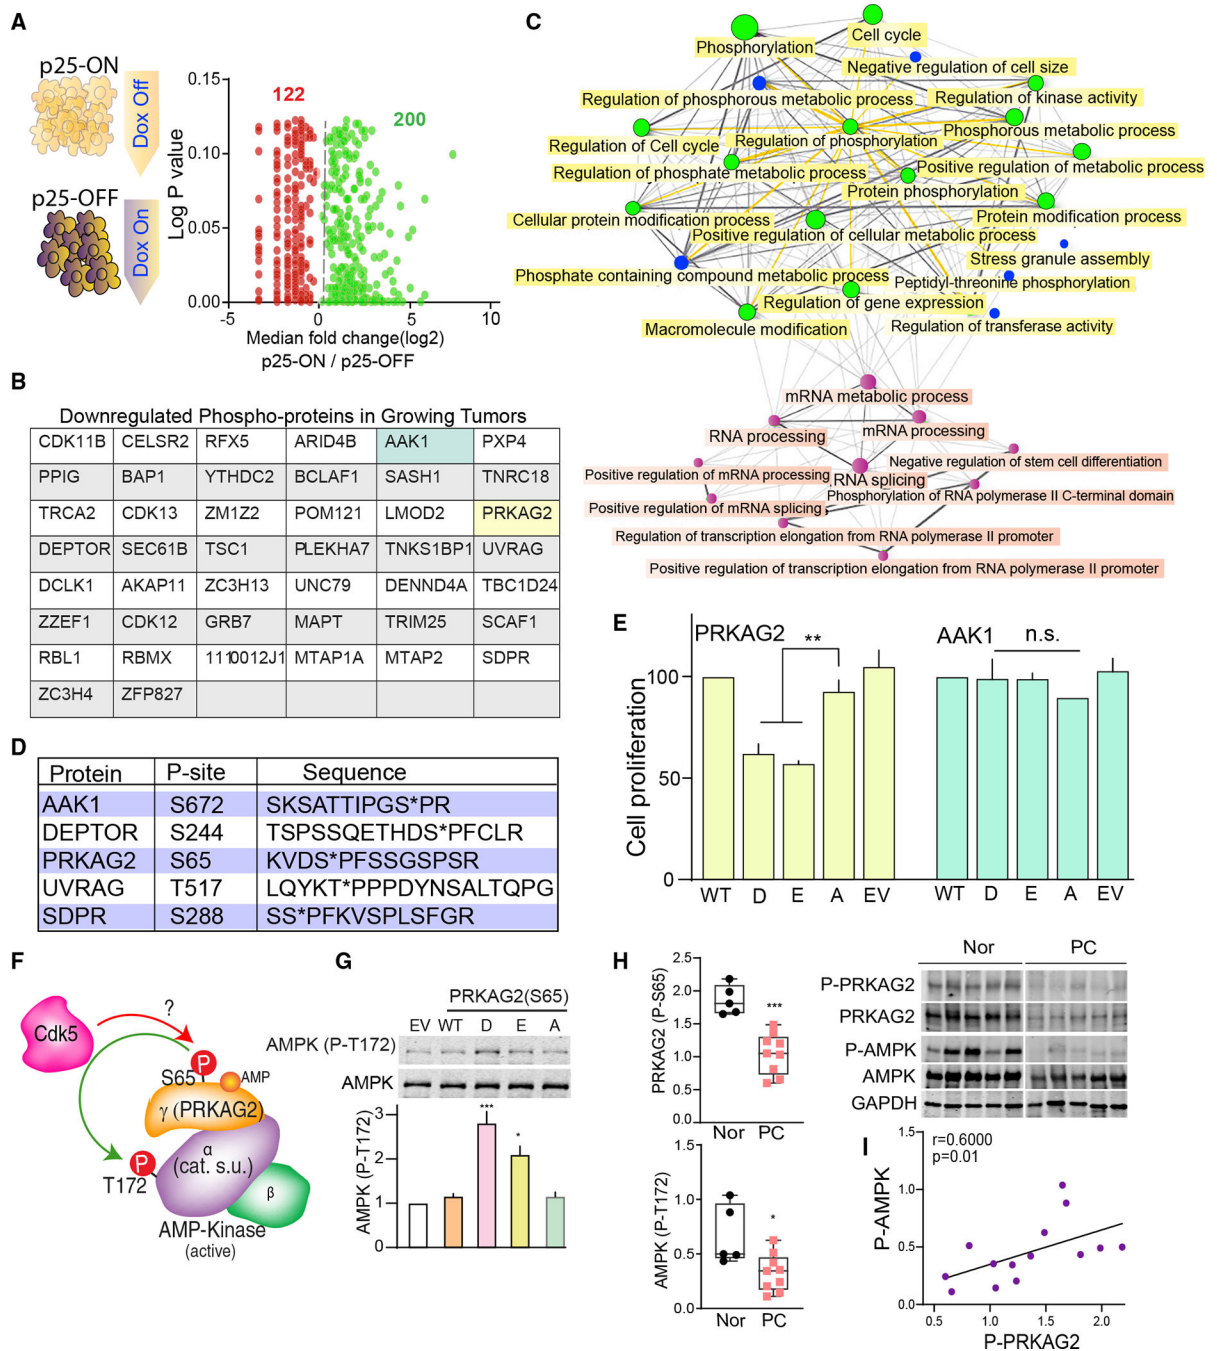 A
p25-ON
Dox Off
p25-OFF
Dox On
Log P value
0.15
0.10
0.05
0.00
122
200
-5
0
5
10
Median fold change(log2)
p25-ON / p25-OFF
B
Downregulated Phospho-proteins in Growing Tumors
CDK11B CELSR2 RFX5 ARID4B AAK1 PXP4
PPIG BAP1 YTHDC2 BCLAF1 SASH1 TNRC18
TRCA2 CDK13 ZM1Z2 POM121 LMOD2 PRKAG2
DEPTOR SEC61B TSC1 PLEKHA7 TNKS1BP1 UVRAG
DCLK1 AKAP11 ZC3H13 UNC79 DENND4A TBC1D24
ZZEF1 CDK12 GRB7 MAPT TRIM25 SCAF1
RBL1 RBMX 1110012J1 MTAP1A MTAP2 SDPR
ZC3H4 ZFP827
C
Phosphorylation
Cell cycle
Negative regulation of cell size
Regulation of phosphorous metabolic process
Regulation of kinase activity
Regulation of Cell cycle
Regulation of phosphorylation
Phosphorous metabolic process
Regulation of phosphate metabolic process
Positive regulation of metabolic process
Protein phosphorylation
Cellular protein modification process
Protein modification process
Positive regulation of cellular metabolic process
Stress granule assembly
Phosphate containing compound metabolic process
Peptidyl-threonine phosphorylation
Regulation of gene expression
Macromolecule modification
Regulation of transferase activity
mRNA metabolic process
RNA processing
mRNA processing
Positive regulation of mRNA processing
Negative regulation of stem cell differentiation
RNA splicing
Phosphorylation of RNA polymerase II C-terminal domain
Positive regulation of mRNA splicing
Regulation of transcription elongation from RNA polymerase II promoter
Positive regulation of transcription elongation from RNA polymerase II promoter
D
Protein P-site Sequence
AAK1 S672 SKSATTIPGS*PR
DEPTOR S244 TSPSSQETHDS*PFCLR
PRKAG2 S65 KVDS*PFSSGSPSR
UVRAG T517 LQYKT*PPPDYNSALTQPG
SDPR S288 SS*PFKVSPLSFGR
E
Cell proliferation
100
50
0
PRKAG2
**
AAK1
n.s.
WT D E A EV
WT D E A EV
F
Cdk5
?
P
S65
AMP
γ (PRKAG2)
α
(cat. s.u.)
β
P
T172
AMP-Kinase
(active)
G
PRKAG2(S65)
EV WT D E A
AMPK (P-T172)
AMPK
AMPK (P-T172)
3
2
1
0
***
*
H
PRKAG2 (P-S65)
2.5
2.0
1.5
1.0
0.5
0.0
***
Nor PC
AMPK (P-T172)
1.5
1.0
0.5
0.0
*
Nor PC
Nor PC
P-PRKAG2
PRKAG2
P-AMPK
AMPK
GAPDH
I
r=0.6000
p=0.01
P-AMPK
1.5
1.0
0.5
0.0
0.5 1.0 1.5 2.0
P-PRKAG2